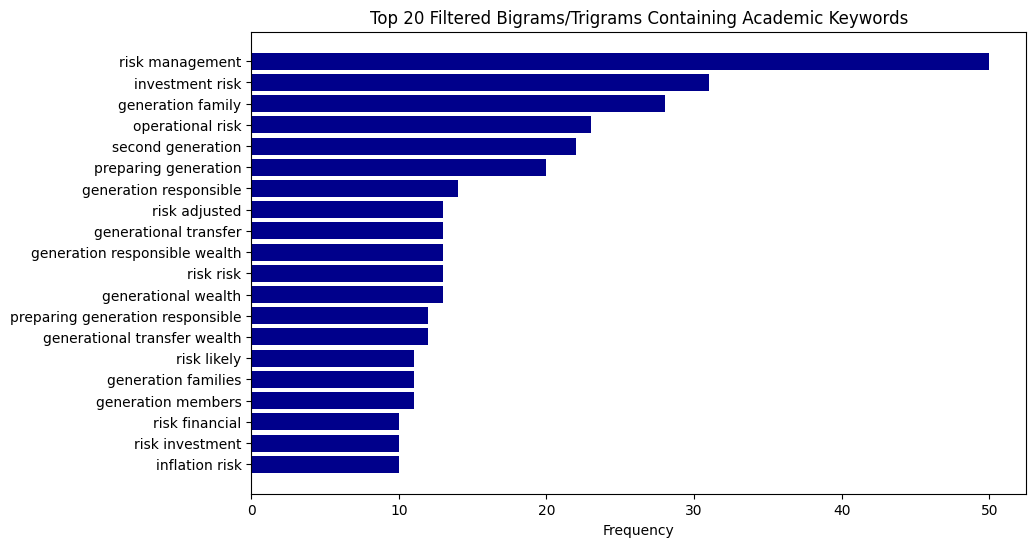 Top 20 Filtered Bigrams/Trigrams Containing Academic Keywords
risk management
investment risk
generation family
operational risk
second generation
preparing generation
generation responsible
risk adjusted
generational transfer
generation responsible wealth
risk risk
generational wealth
preparing generation responsible
generational transfer wealth
risk likely
generation families
generation members
risk financial
risk investment
inflation risk
0 10 20 30 40 50
Frequency